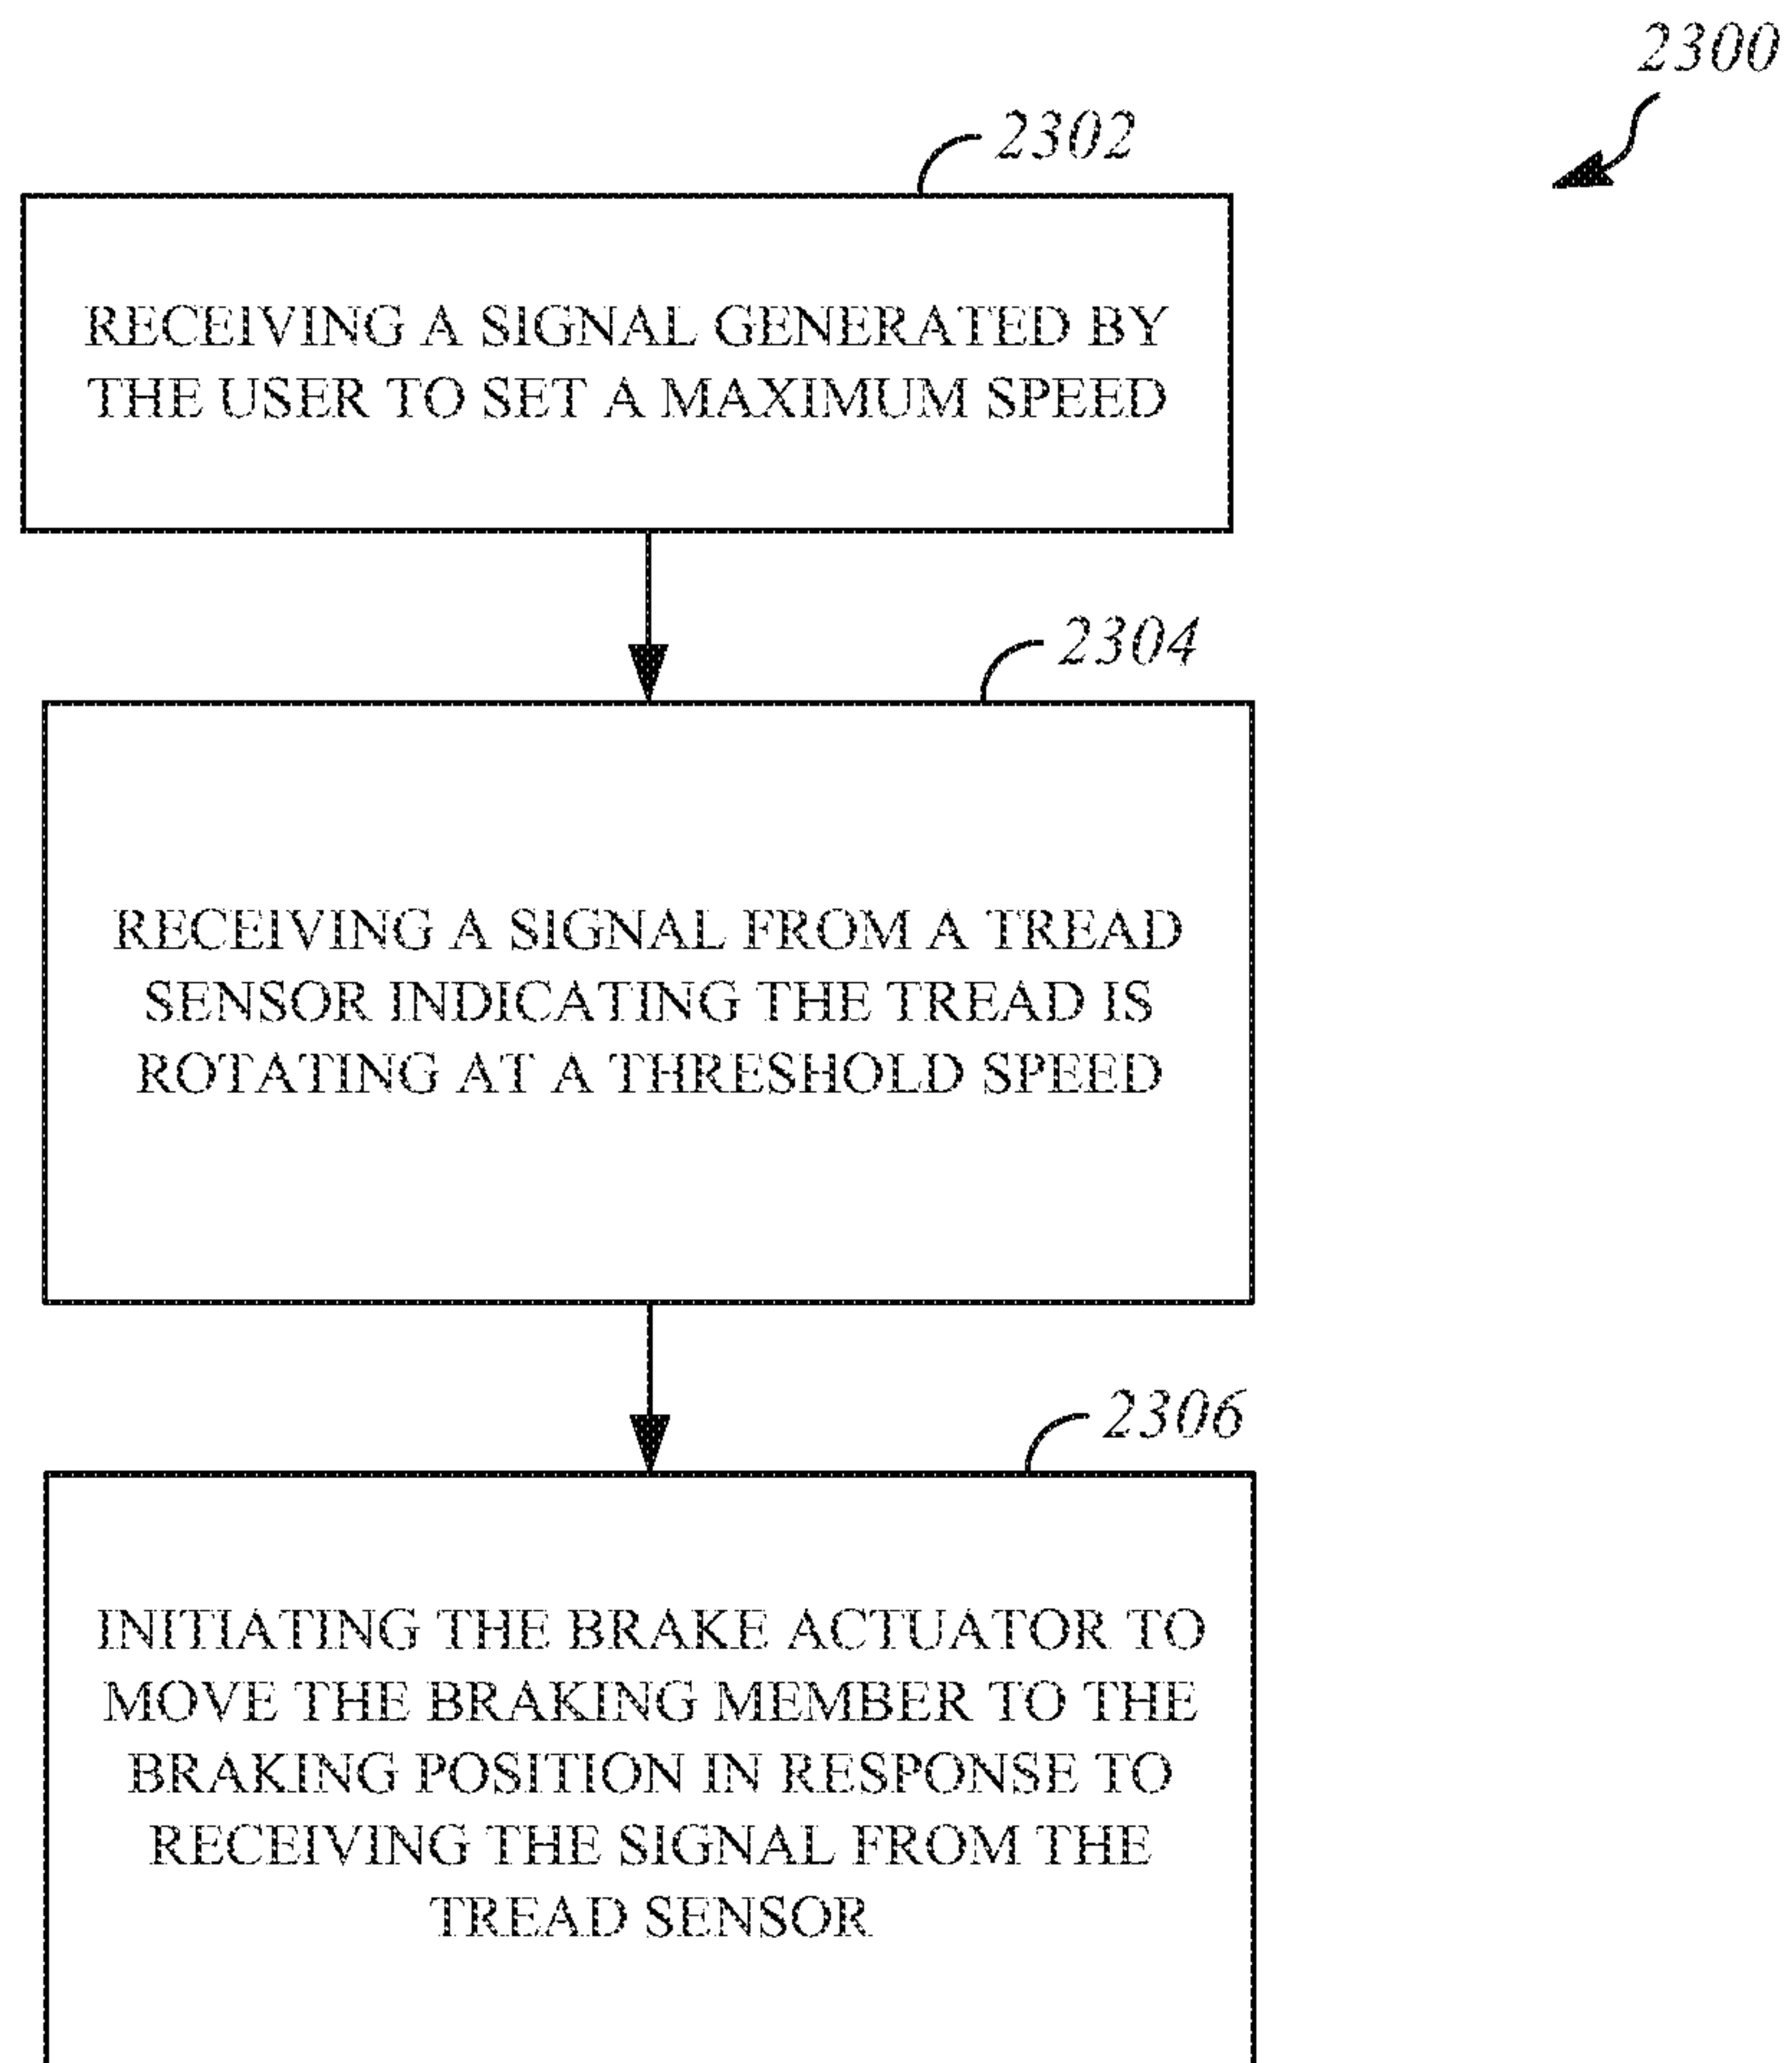 2300
2302
RECEIVING A SIGNAL GENERATED BY
THE USER TO SET A MAXIMUM SPEED
2304
RECEIVING A SIGNAL FROM A TREAD
SENSOR INDICATING THE TREAD IS
ROTATING AT A THRESHOLD SPEED
2306
INITIATING THE BRAKE ACTUATOR TO
MOVE THE BRAKING MEMBER TO THE
BRAKING POSITION IN RESPONSE TO
RECEIVING THE SIGNAL FROM THE
TREAD SENSOR